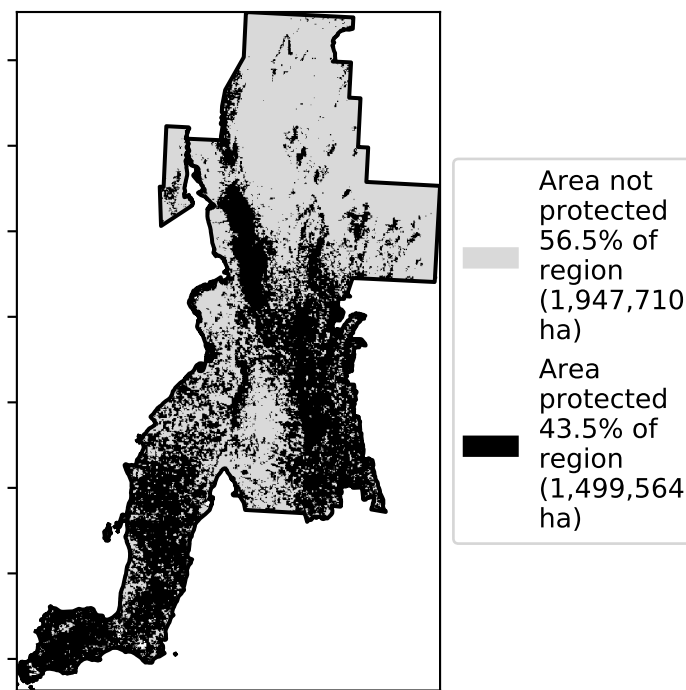 Area not
protected
56.5% of
region
(1,947,710
ha)
Area
protected
43.5% of
region
(1,499,564
ha)